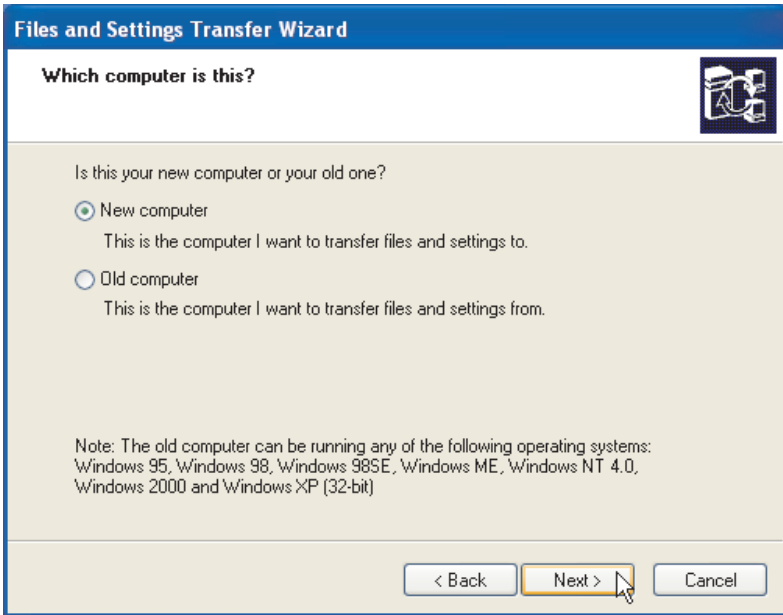 Files and Settings Transfer Wizard
Which computer is this?
Is this your new computer or your old one?
New computer
This is the computer I want to transfer files and settings to.
Old computer
This is the computer I want to transfer files and settings from.
Note: The old computer can be running any of the following operating systems:
Windows 95, Windows 98, Windows 98SE, Windows ME, Windows NT 4.0,
Windows 2000 and Windows XP (32-bit)
< Back Next > Cancel